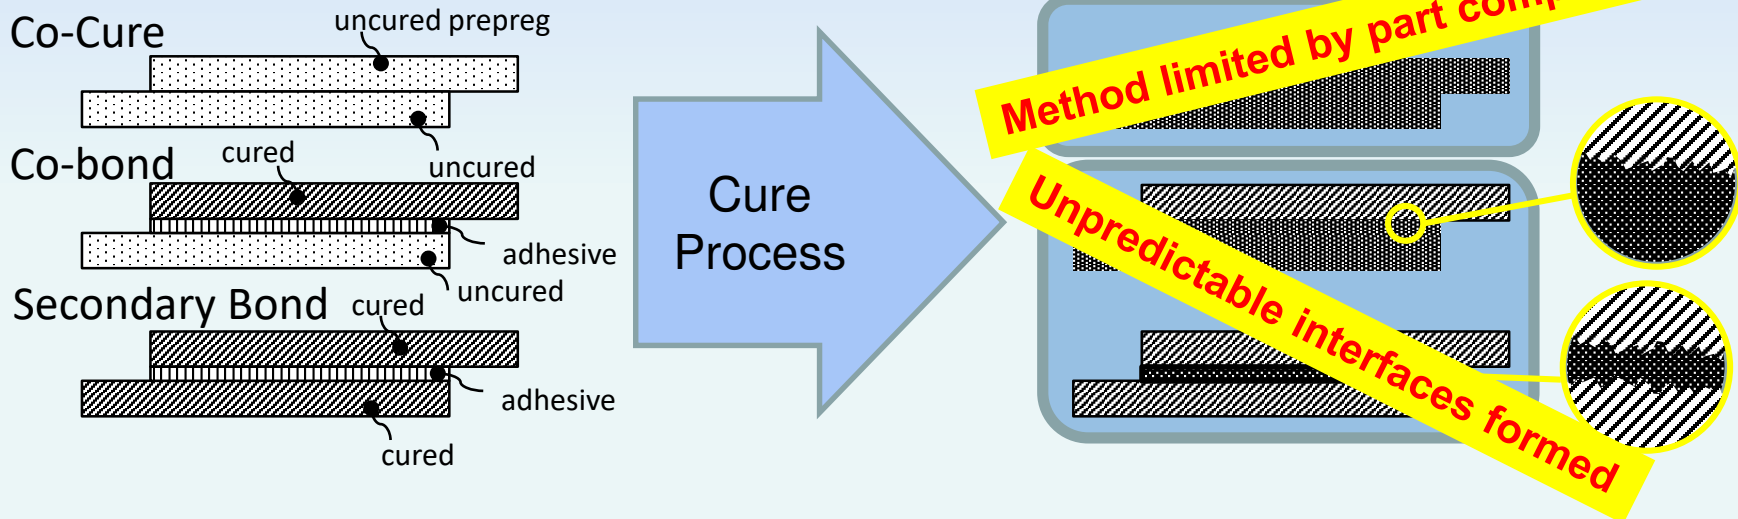 Co-Cure
uncured prepreg
uncured
Co-bond
cured
adhesive
uncured
Secondary Bond
cured
adhesive
cured
Cure
Process
Method limited by part
Unpredictable interfaces formed